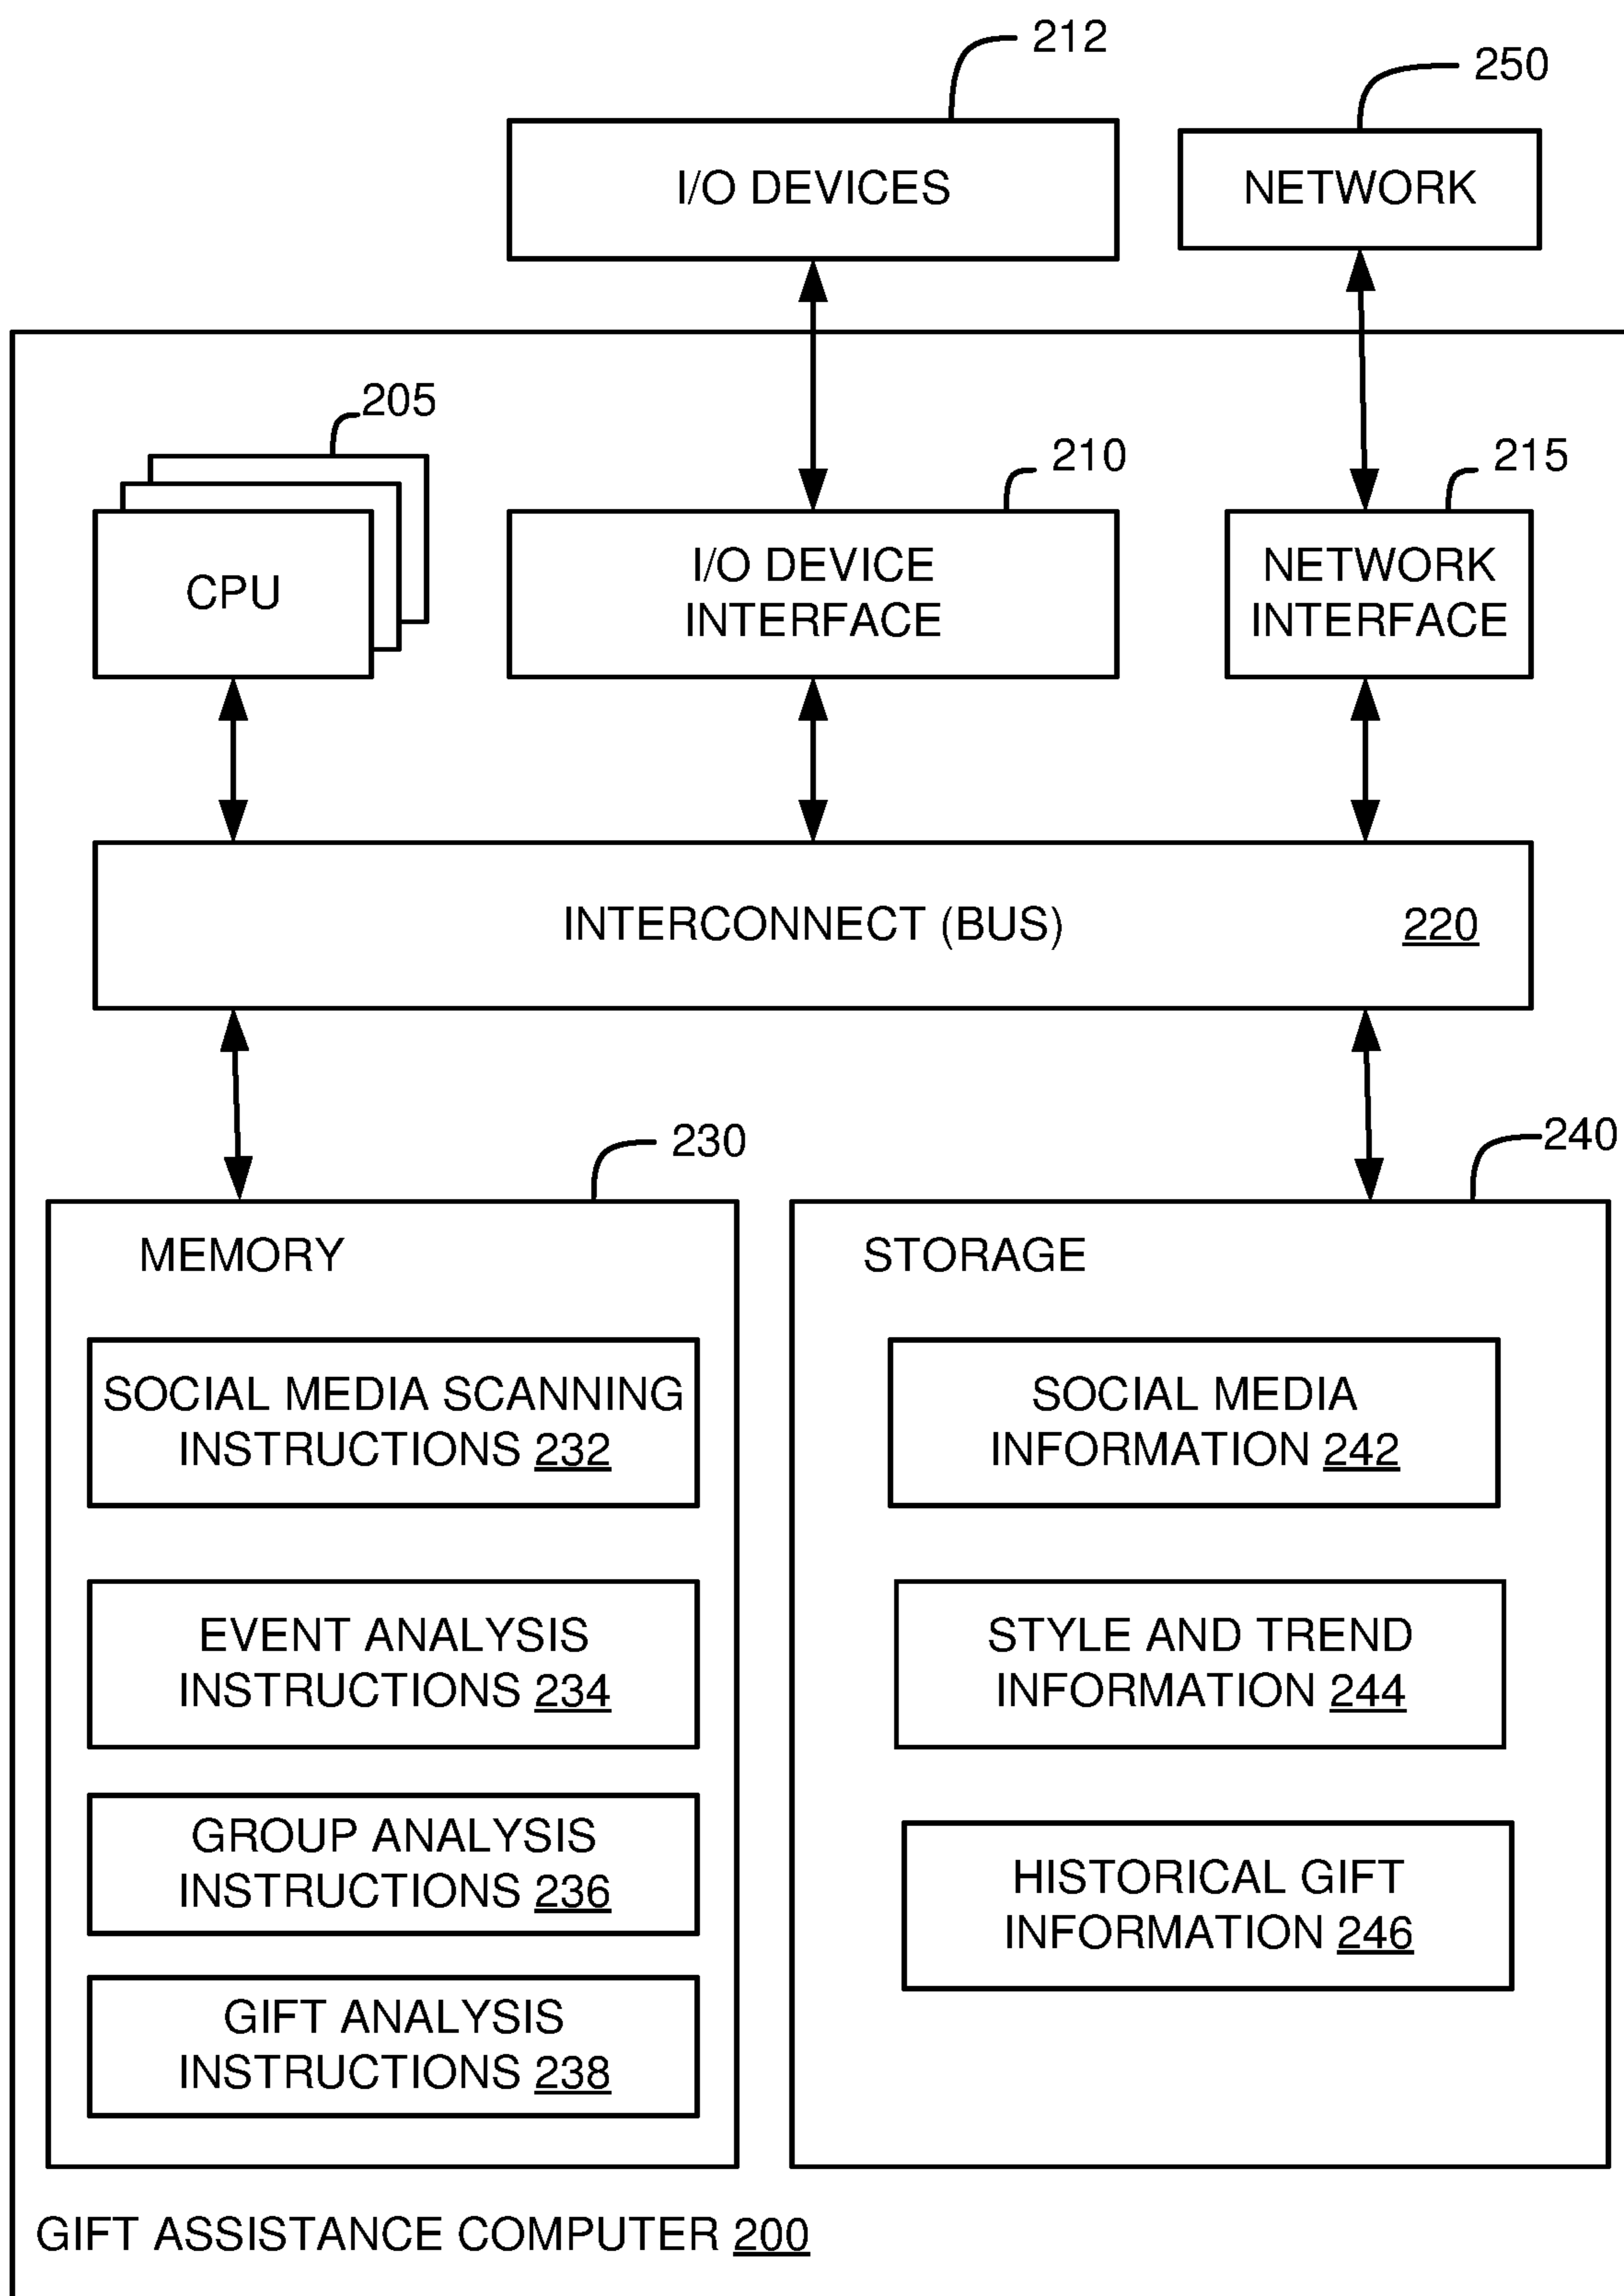 212
250
I/O DEVICES
NETWORK
205
210
215
CPU
I/O DEVICE
INTERFACE
NETWORK
INTERFACE
INTERCONNECT (BUS) 220
230
240
MEMORY
SOCIAL MEDIA SCANNING
INSTRUCTIONS 232
EVENT ANALYSIS
INSTRUCTIONS 234
GROUP ANALYSIS
INSTRUCTIONS 236
GIFT ANALYSIS
INSTRUCTIONS 238
STORAGE
SOCIAL MEDIA
INFORMATION 242
STYLE AND TREND
INFORMATION 244
HISTORICAL GIFT
INFORMATION 246
GIFT ASSISTANCE COMPUTER 200